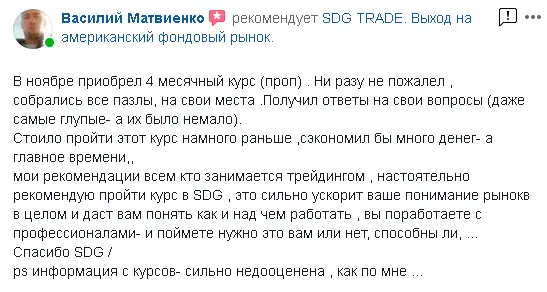 Василий Матвиенко рекомендует SDG TRADE. Выход на
американский фондовый рынок.
В ноябре приобрел 4 месячный курс (проп) . Ни разу не пожалел ,
собрались все пазлы, на свои места .Получил ответы на свои вопросы (даже
самые глупые- а их было немало).
Стоило пройти этот курс намного раньше ,сэкономил бы много денег- а
главное времени,,
мои рекомендации всем кто занимается трейдингом , настоятельно
рекомендую пройти курс в SDG , это сильно ускорит ваше понимание рынокв
в целом и даст вам понять как и над чем работать , вы поработаете с
профессионалами- и поймете нужно это вам или нет, способны ли, ...
Спасибо SDG /
ps информация с курсов- сильно недооценена , как по мне ...